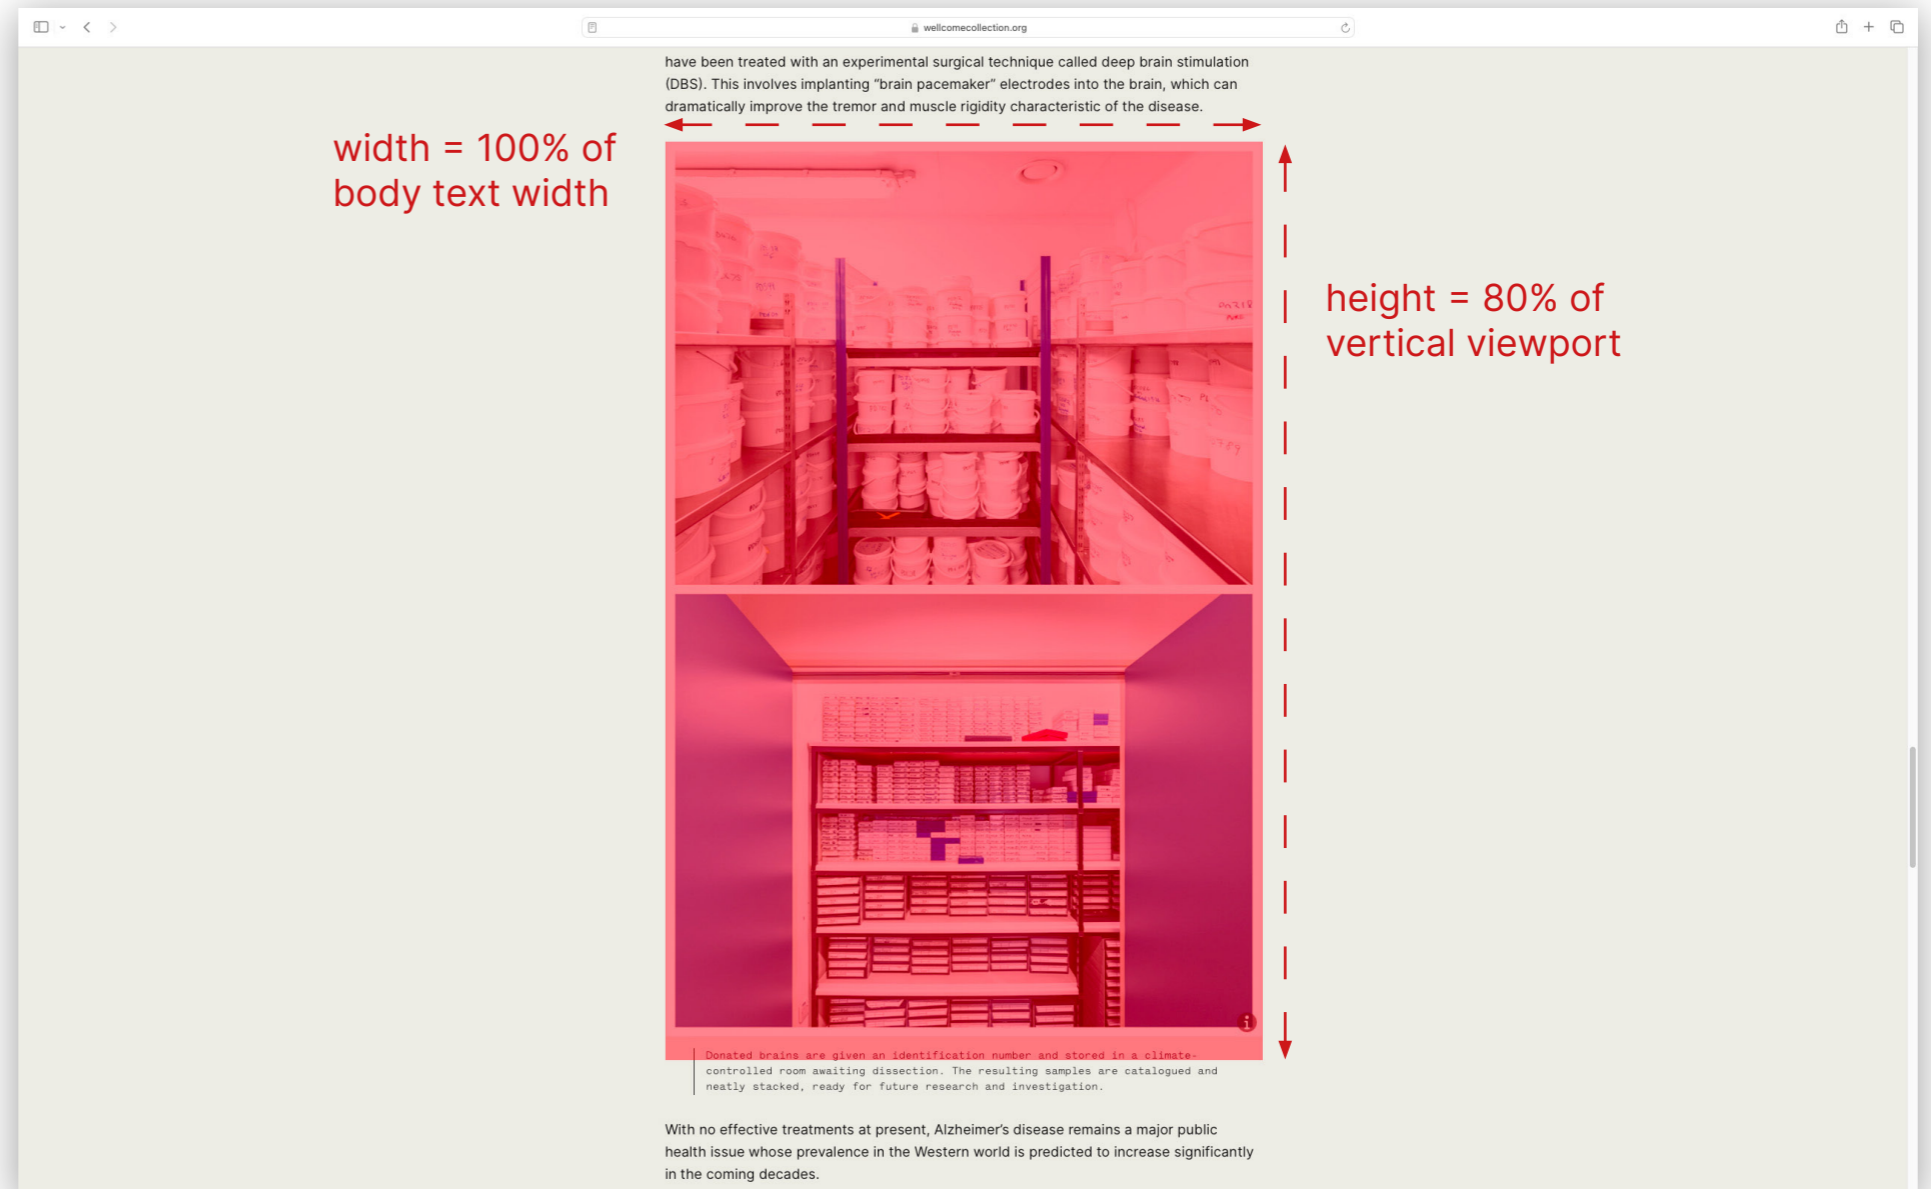 wellcomecollection.org
have been treated with an experimental surgical technique called deep brain stimulation
(DBS). This involves implanting “brain pacemaker” electrodes into the brain, which can
dramatically improve the tremor and muscle rigidity characteristic of the disease.
width = 100% of
body text width
height = 80% of
vertical viewport
i
Donated brains are given an identification number and stored in a climate-
controlled room awaiting dissection. The resulting samples are catalogued and
neatly stacked, ready for future research and investigation.
With no effective treatments at present, Alzheimer’s disease remains a major public
health issue whose prevalence in the Western world is predicted to increase significantly
in the coming decades.